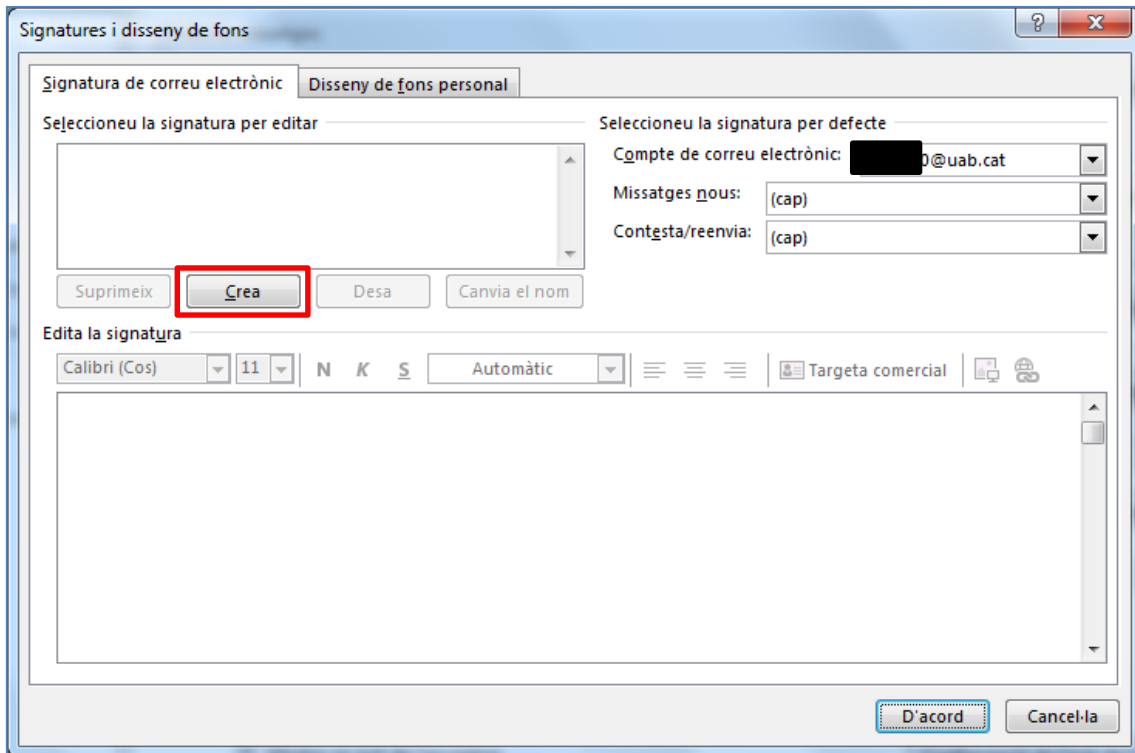 Signatures i disseny de fons
Signatura de correu electrònic
Disseny de fons personal
Seleccioneu la signatura per editar
Seleccioneu la signatura per defecte
Compte de correu electrònic: 0@uab.cat
Missatges nous: (cap)
Contesta/reenvia: (cap)
Suprimeix Crea Desa Canvia el nom
Edita la signatura
Calibri (Cos) 11 N K S Automàtic Targeta comercial
D'acord Cancel·la